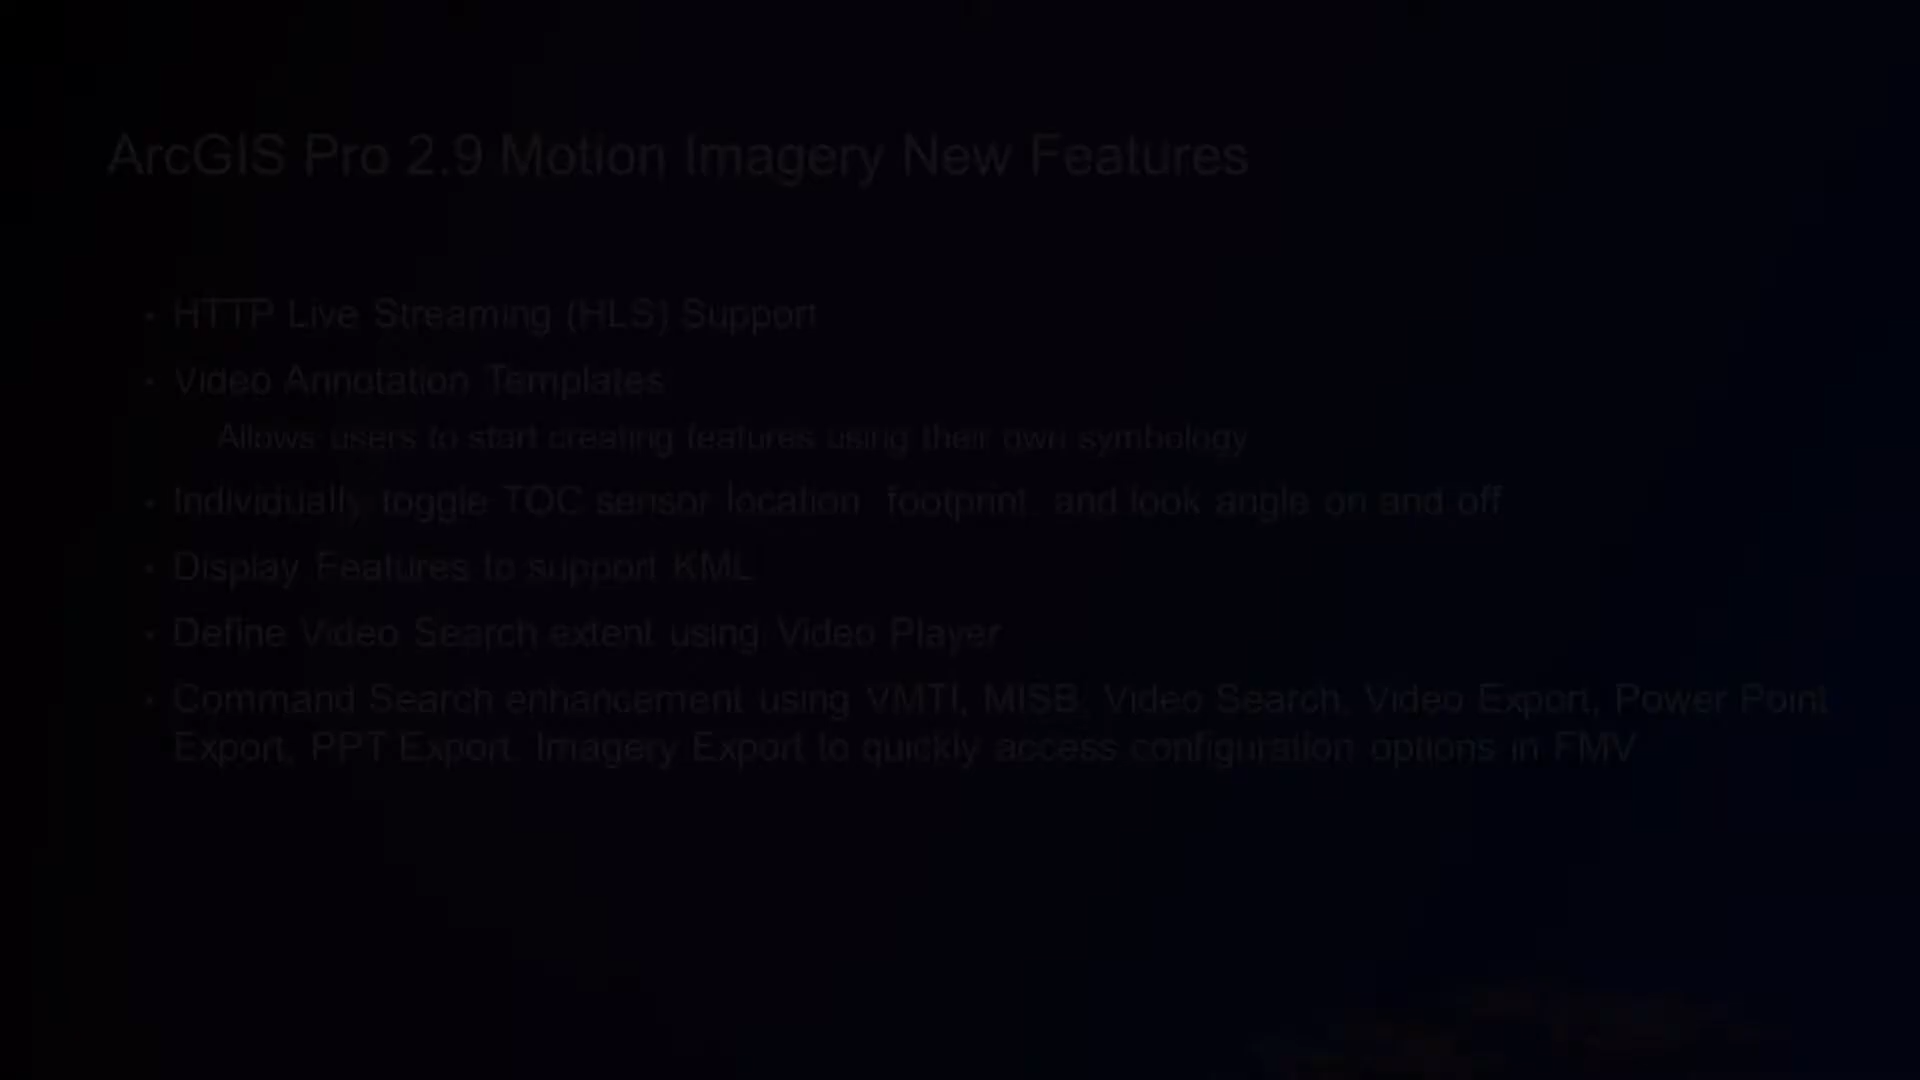 ArcGIS Pro 2.9 Motion Imagery New Features
• HTTP Live Streaming (HLS) Support
• Video Annotation Templates
Allows users to start creating features using their own symbology
• Individually toggle TOC sensor location, footprint, and look angle on and off
• Display Features to support KML
• Define Video Search extent using Video Player
• Command Search enhancement using VMTI, MISB, Video Search, Video Export, Power Point
Export, PPT Export, Imagery Export to quickly access configuration options in FMV